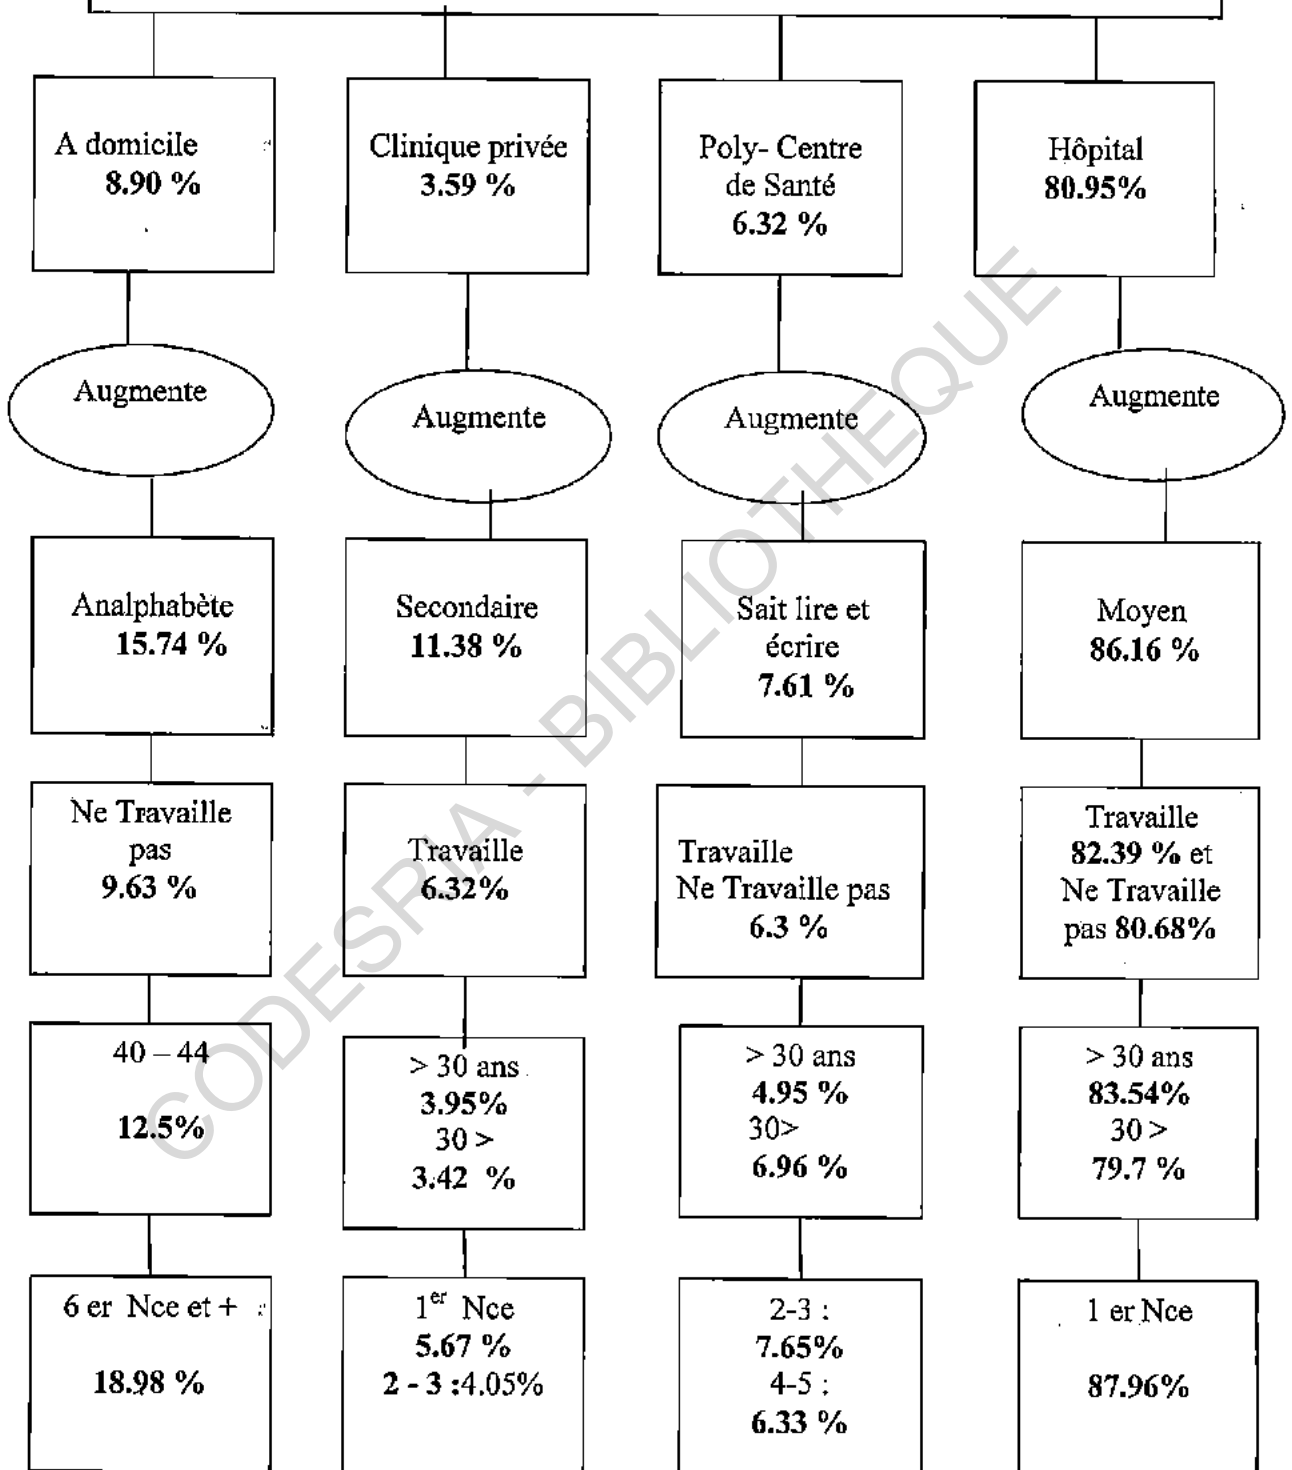 A domicile
8.90 %
Clinique privée
3.59 %
Poly- Centre
de Santé
6.32 %
Hôpital
80.95%
Augmente
Augmente
Augmente
Augmente
Analphabète
15.74 %
Secondaire
11.38 %
Sait lire et
écrire
7.61 %
Moyen
86.16 %
Ne Travaille
pas
9.63 %
Travaille
6.32%
Travaille
Ne Travaille pas
6.3 %
Travaille
82.39 % et
Ne Travaille
pas 80.68%
40 – 44
12.5%
> 30 ans
3.95%
30 >
3.42 %
> 30 ans
4.95 %
30>
6.96 %
> 30 ans
83.54%
30 >
79.7 %
6 er Nce et +
18.98 %
1er Nce
5.67 %
2 - 3 :4.05%
2-3 :
7.65%
4-5 :
6.33 %
1 er Nce
87.96%
CODESRIA - BIBLIOTHEQUE